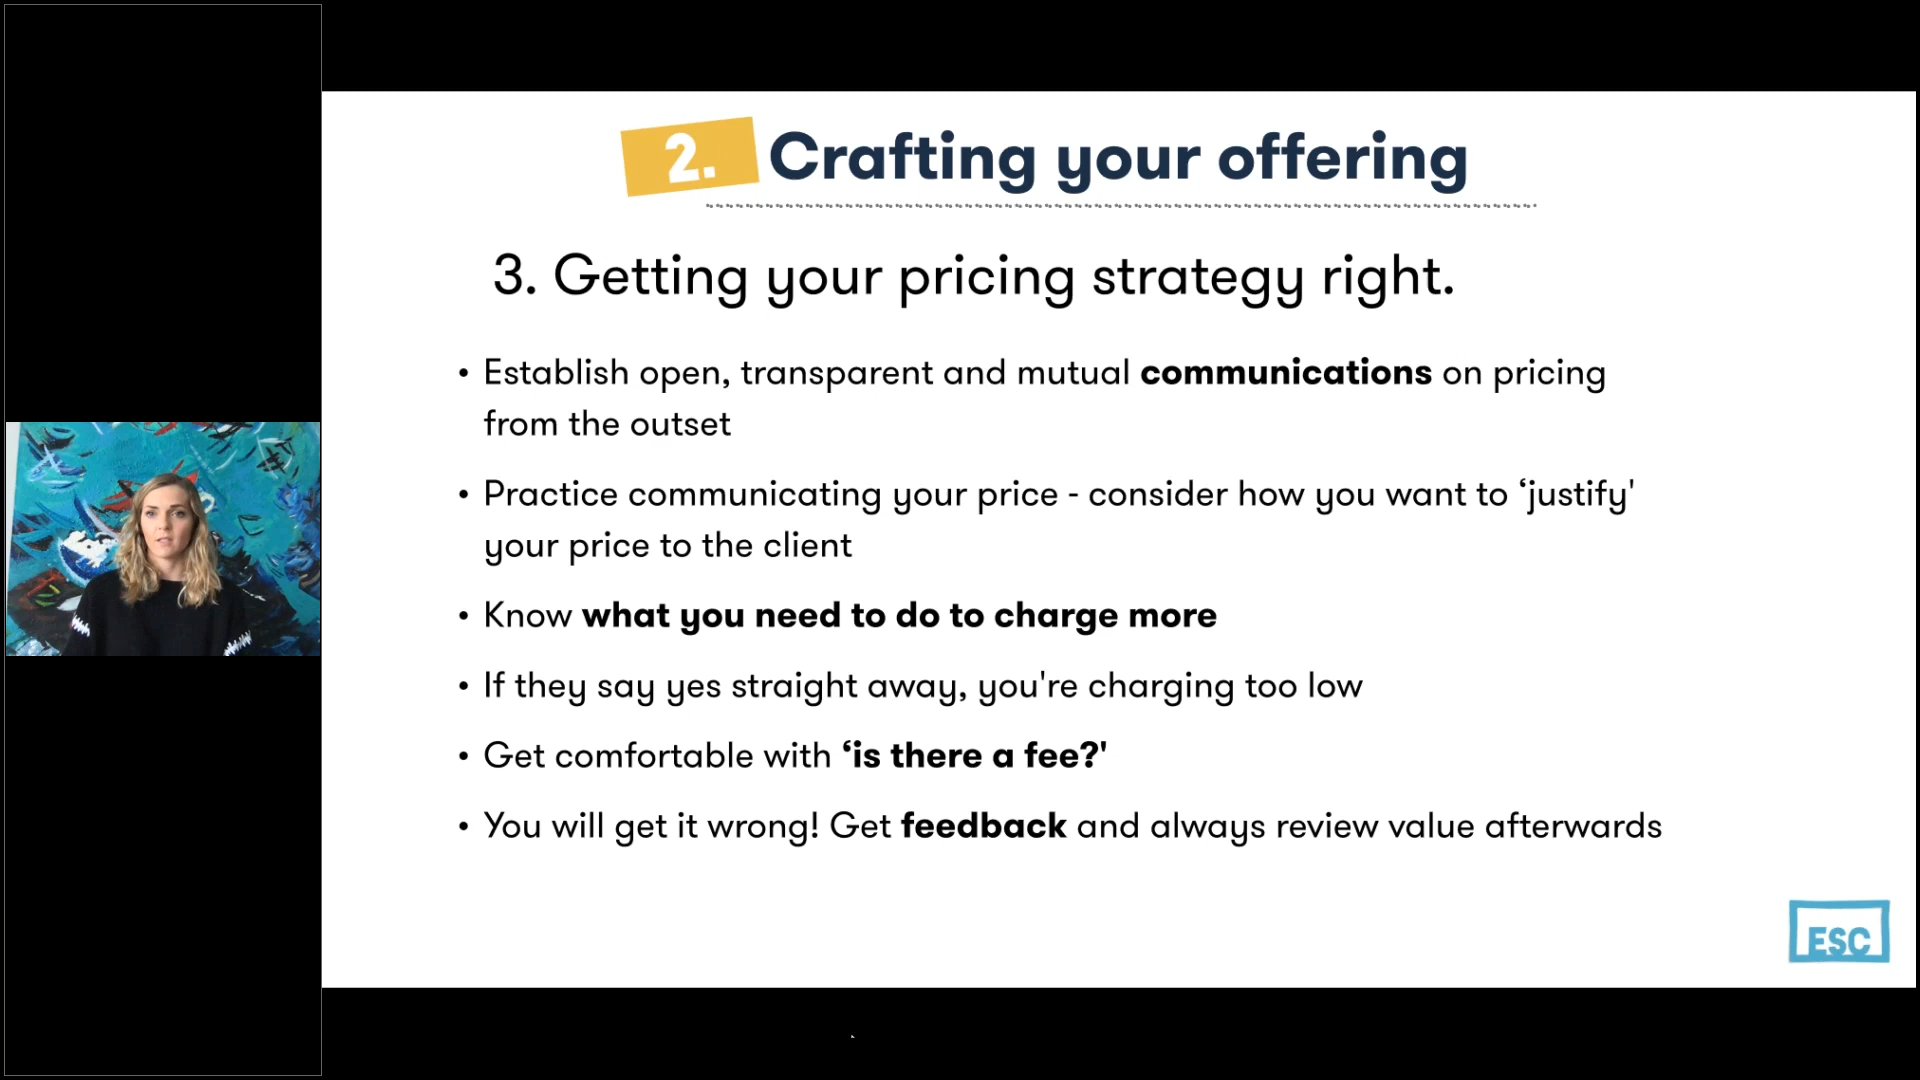 2. Crafting your offering
3. Getting your pricing strategy right.
• Establish open, transparent and mutual communications on pricing
from the outset
• Practice communicating your price - consider how you want to ‘justify'
your price to the client
• Know what you need to do to charge more
• If they say yes straight away, you're charging too low
• Get comfortable with ‘is there a fee?'
• You will get it wrong! Get feedback and always review value afterwards
ESC